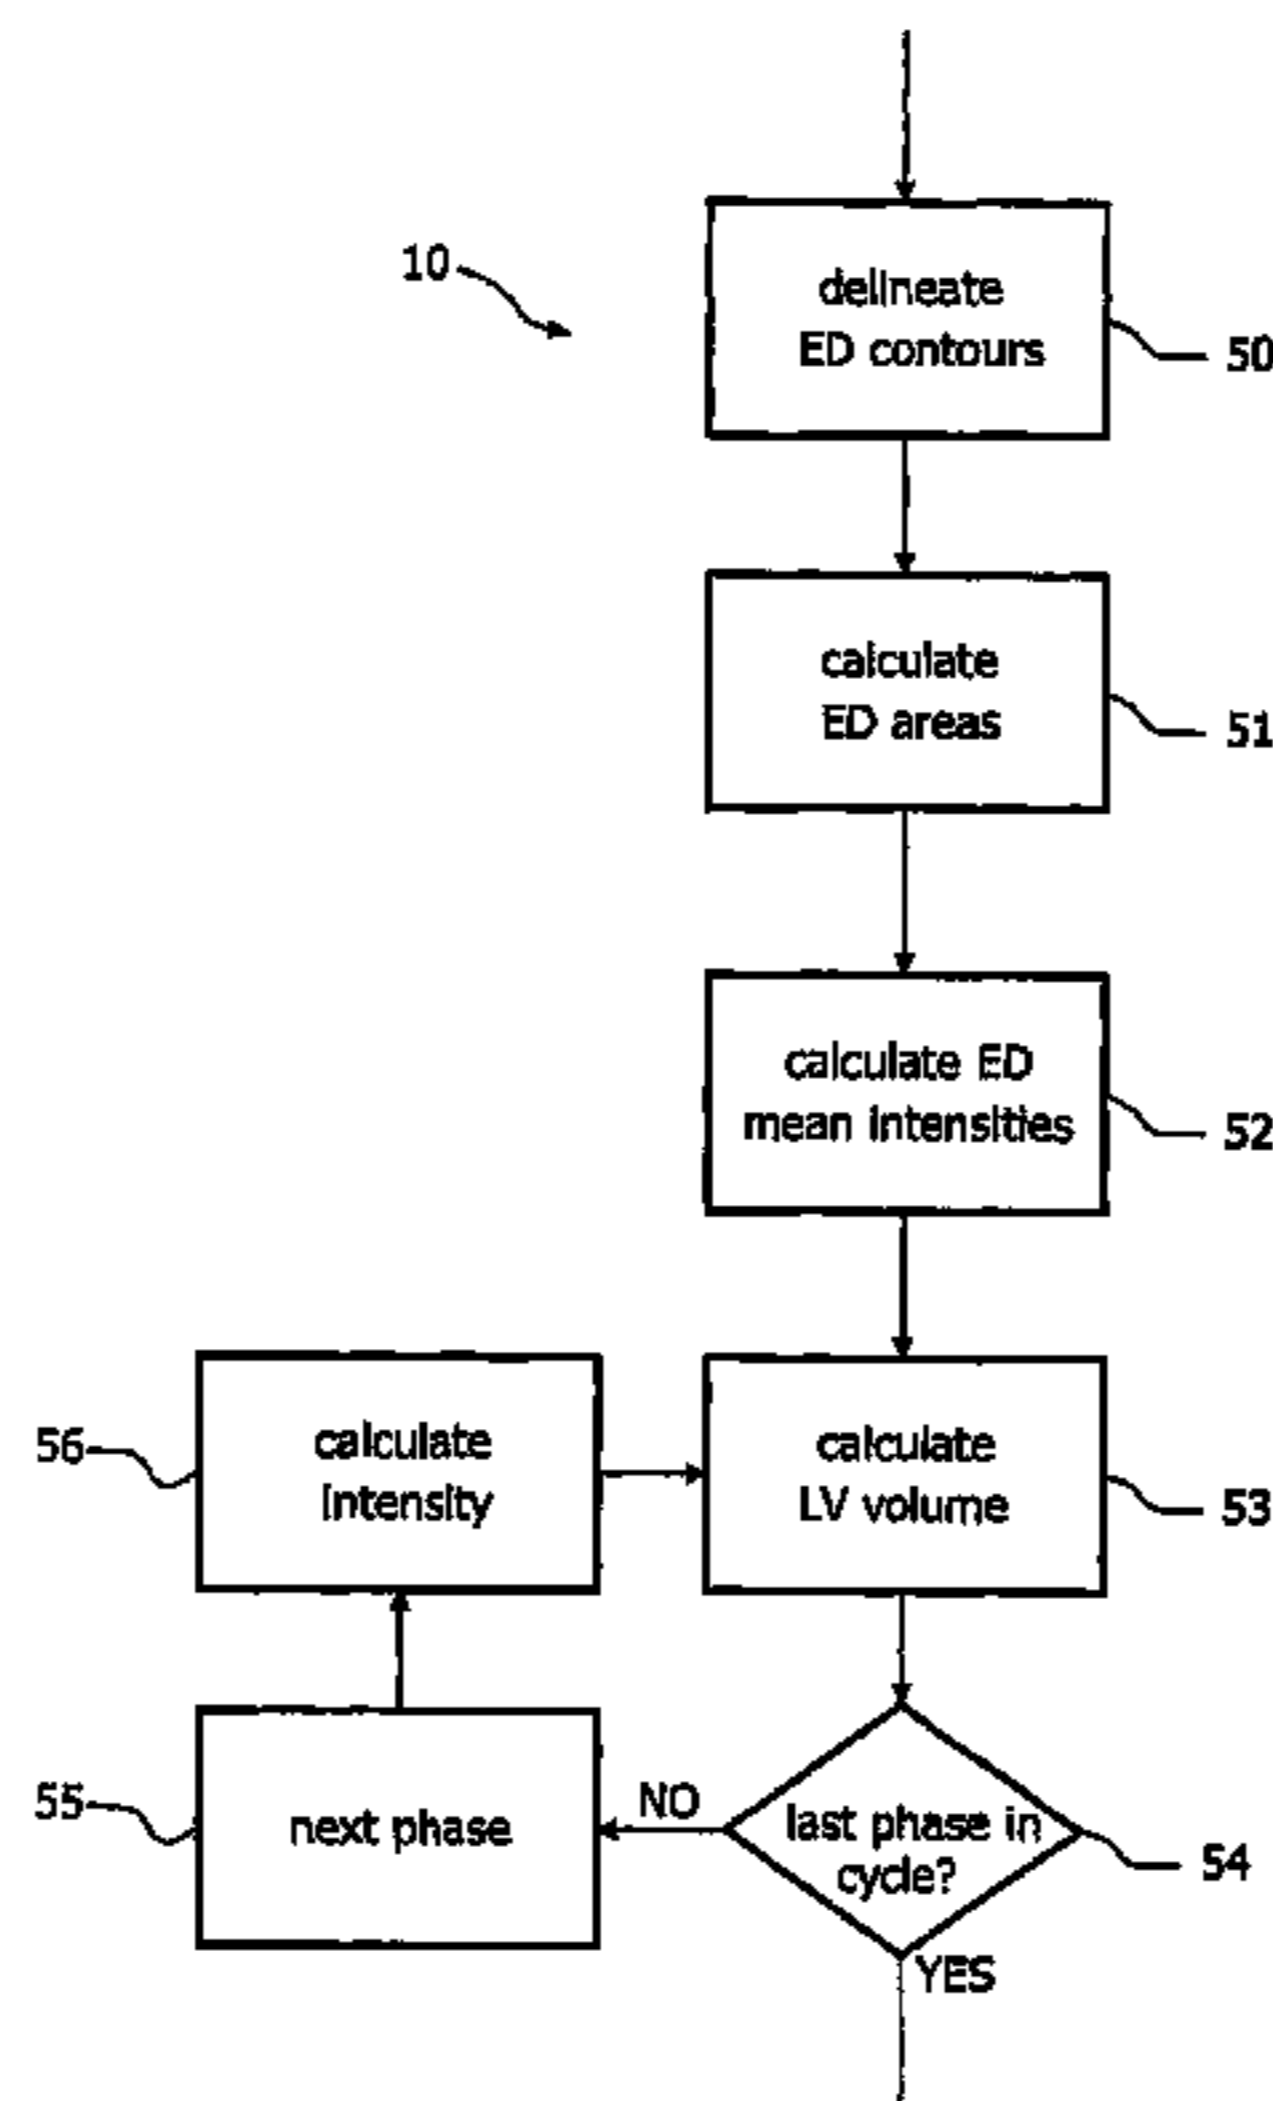 10
delineate
ED contours
50
calculate
ED areas
51
calculate ED
mean intensities
52
56
calculate
intensity
calculate
LV volume
53
55
next phase
NO
last phase in
cycle?
54
YES